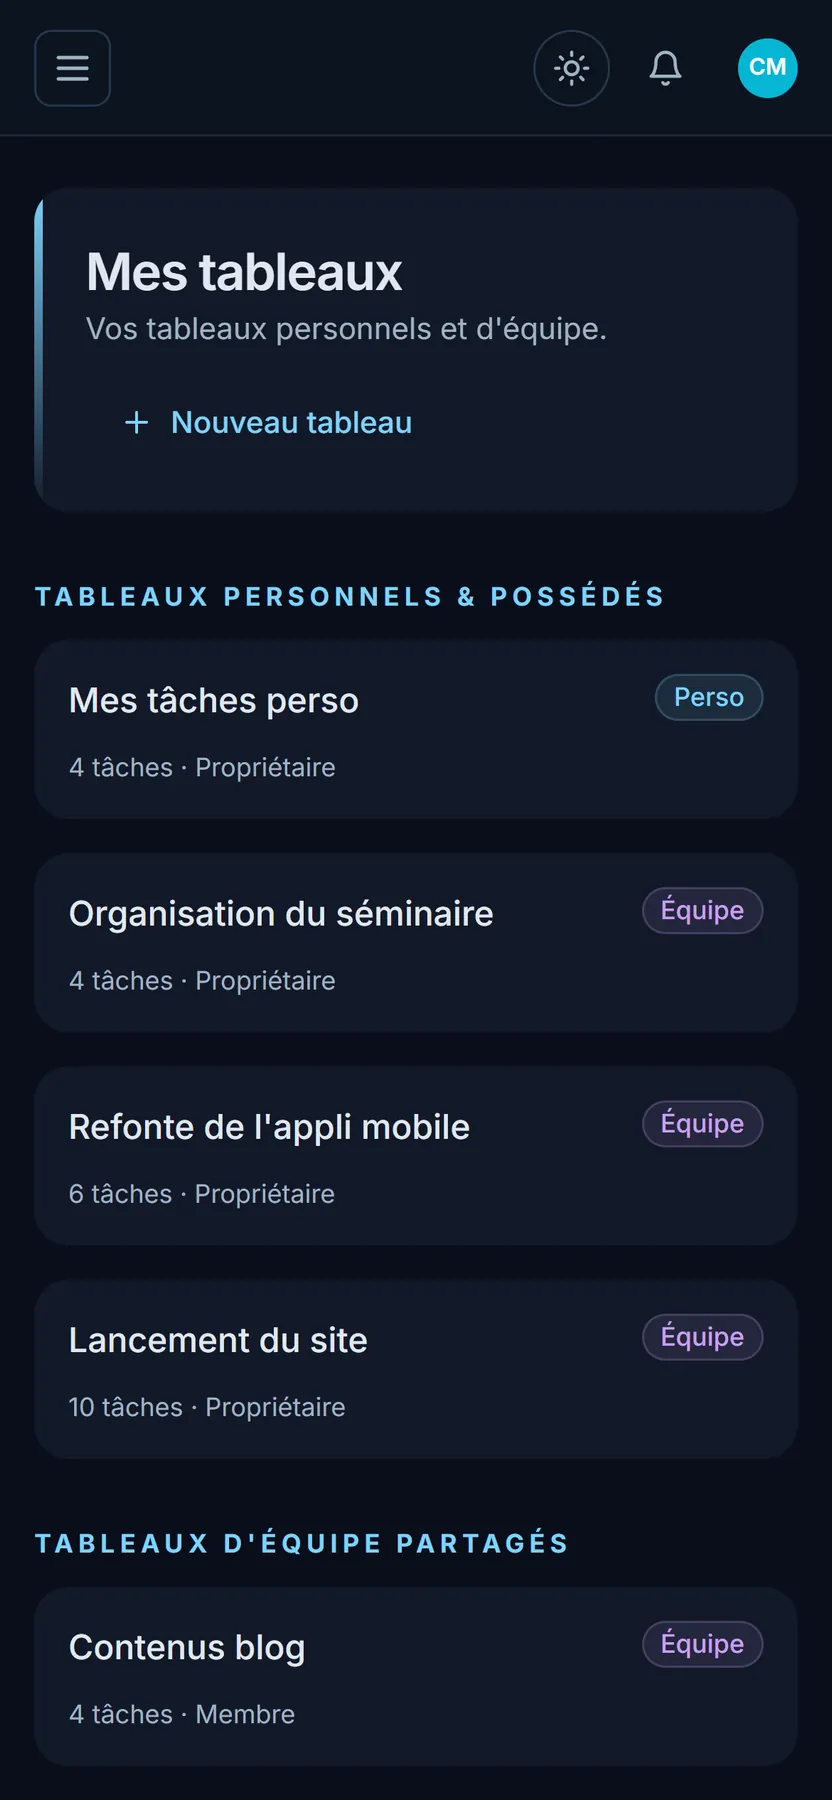 CM
Mes tableaux
Vos tableaux personnels et d'équipe.
+ Nouveau tableau
TABLEAUX PERSONNELS & POSSÉDÉS
Mes tâches perso
Perso
4 tâches · Propriétaire
Organisation du séminaire
Équipe
4 tâches · Propriétaire
Refonte de l'appli mobile
Équipe
6 tâches · Propriétaire
Lancement du site
Équipe
10 tâches · Propriétaire
TABLEAUX D'ÉQUIPE PARTAGÉS
Contenus blog
Équipe
4 tâches · Membre